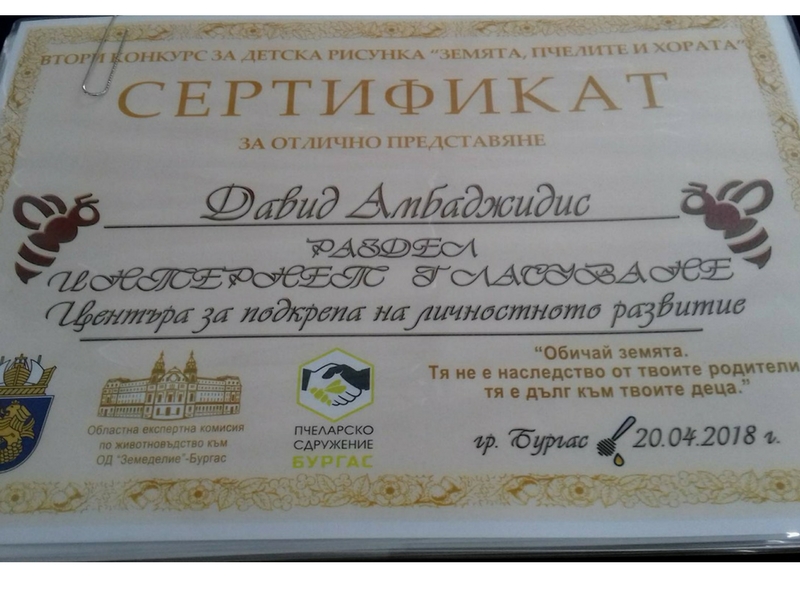 ВТОРИ КОНКУРС ЗА ДЕТСКА РИСУНКА "ЗЕМЯТА, ПЧЕЛИТЕ И ХОРАТА"
СЕРТИФИКАТ
ЗА ОТЛИЧНО ПРЕДСТАВЯНЕ
Давид Амбаджидис
РАЗДЕЛ
ИНТЕРНЕТ ГЛАСУВАНЕ
Центъра за подкрепа на личностното развитие
"Обичай земята.
Тя не е наследство от твоите родители,
тя е дълг към твоите деца."
Областна експертна комисия
по животновъдство към
ОД "Земеделие"-Бургас
ПЧЕЛАРСКО
СДРУЖЕНИЕ
БУРГАС
гр. Бургас 20.04.2018 г.